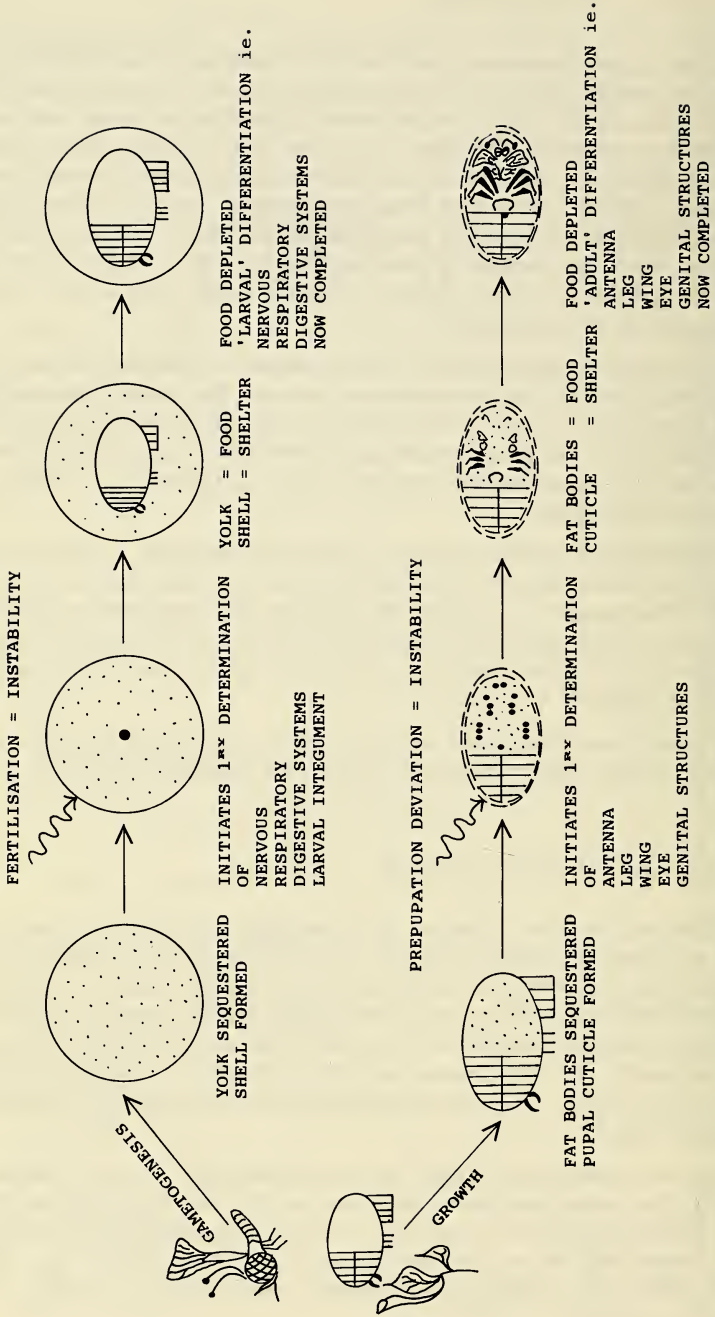 GAMETOGENESIS
YOLK SEQUESTERED
SHELL FORMED
FERTILISATION = INSTABILITY
INITIATES 1RY DETERMINATION
OF
NERVOUS
RESPIRATORY
DIGESTIVE SYSTEMS
LARVAL INTEGUMENT
YOLK = FOOD
SHELL = SHELTER
FOOD DEPLETED
'LARVAL' DIFFERENTIATION ie.
NERVOUS
RESPIRATORY
DIGESTIVE SYSTEMS
NOW COMPLETED
GROWTH
FAT BODIES SEQUESTERED
PUPAL CUTICLE FORMED
PREPUPATION DEVIATION = INSTABILITY
INITIATES 1RY DETERMINATION
OF
ANTENNA
LEG
WING
EYE
GENITAL STRUCTURES
FAT BODIES = FOOD
CUTICLE = SHELTER
FOOD DEPLETED
'ADULT' DIFFERENTIATION ie.
ANTENNA
LEG
WING
EYE
GENITAL STRUCTURES
NOW COMPLETED